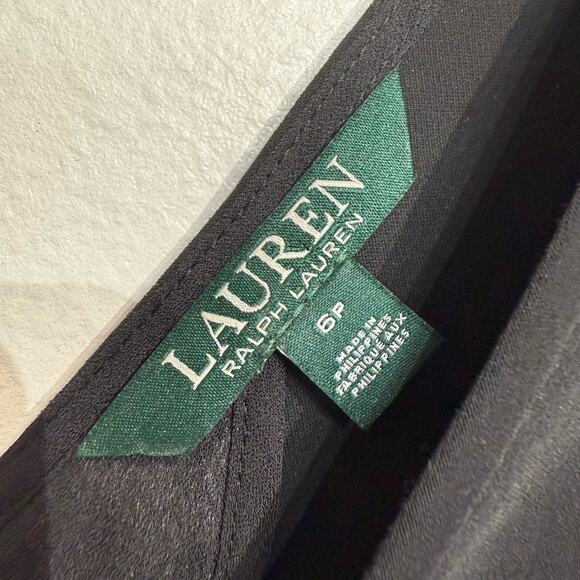 LAUREN
RALPH LAUREN
6P
MADE IN
PHILIPPINES
FABRIQUE AUX
PHILIPPINES